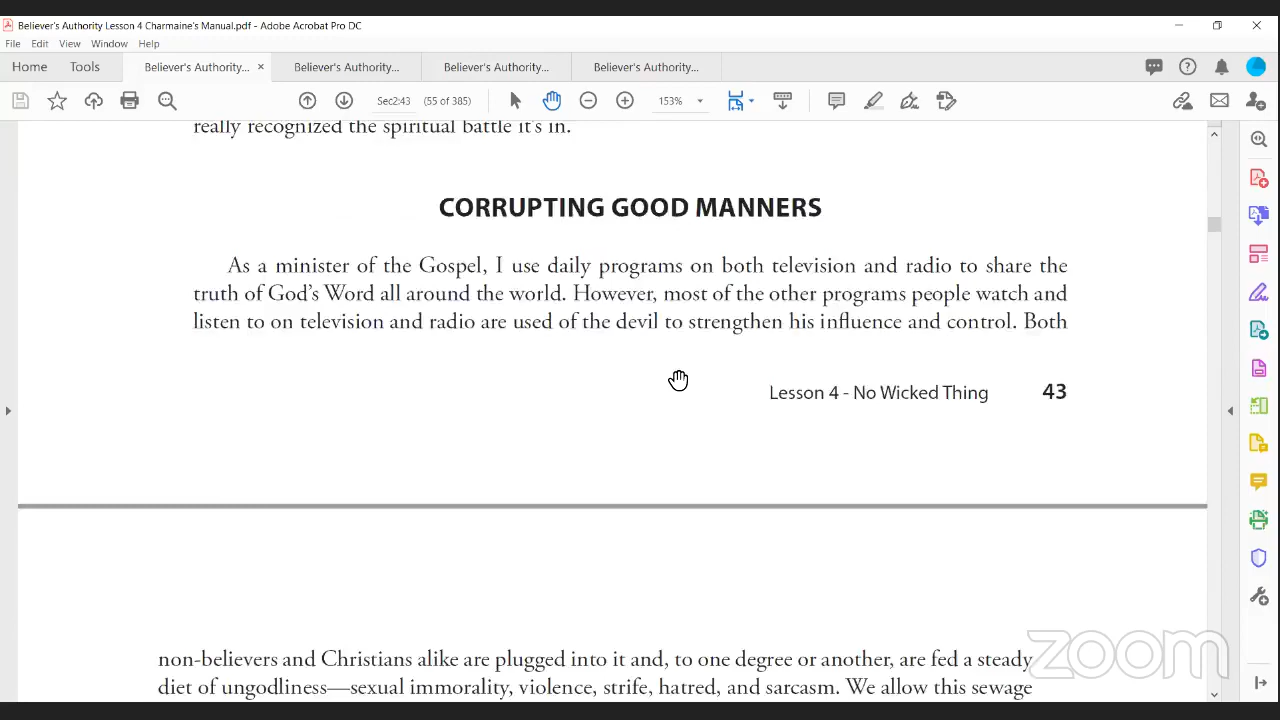 Believer's Authority Lesson 4 Charmaine's Manual.pdf - Adobe Acrobat Pro DC
File Edit View Window Help
Home Tools Believer's Authority... × Believer's Authority... Believer's Authority... Believer's Authority...
Sec2:43 (55 of 385) 153%
really recognized the spiritual battle it's in.
CORRUPTING GOOD MANNERS
As a minister of the Gospel, I use daily programs on both television and radio to share the
truth of God's Word all around the world. However, most of the other programs people watch and
listen to on television and radio are used of the devil to strengthen his influence and control. Both
Lesson 4 - No Wicked Thing 43
non-believers and Christians alike are plugged into it and, to one degree or another, are fed a steady
diet of ungodliness—sexual immorality, violence, strife, hatred, and sarcasm. We allow this sewage
zoom